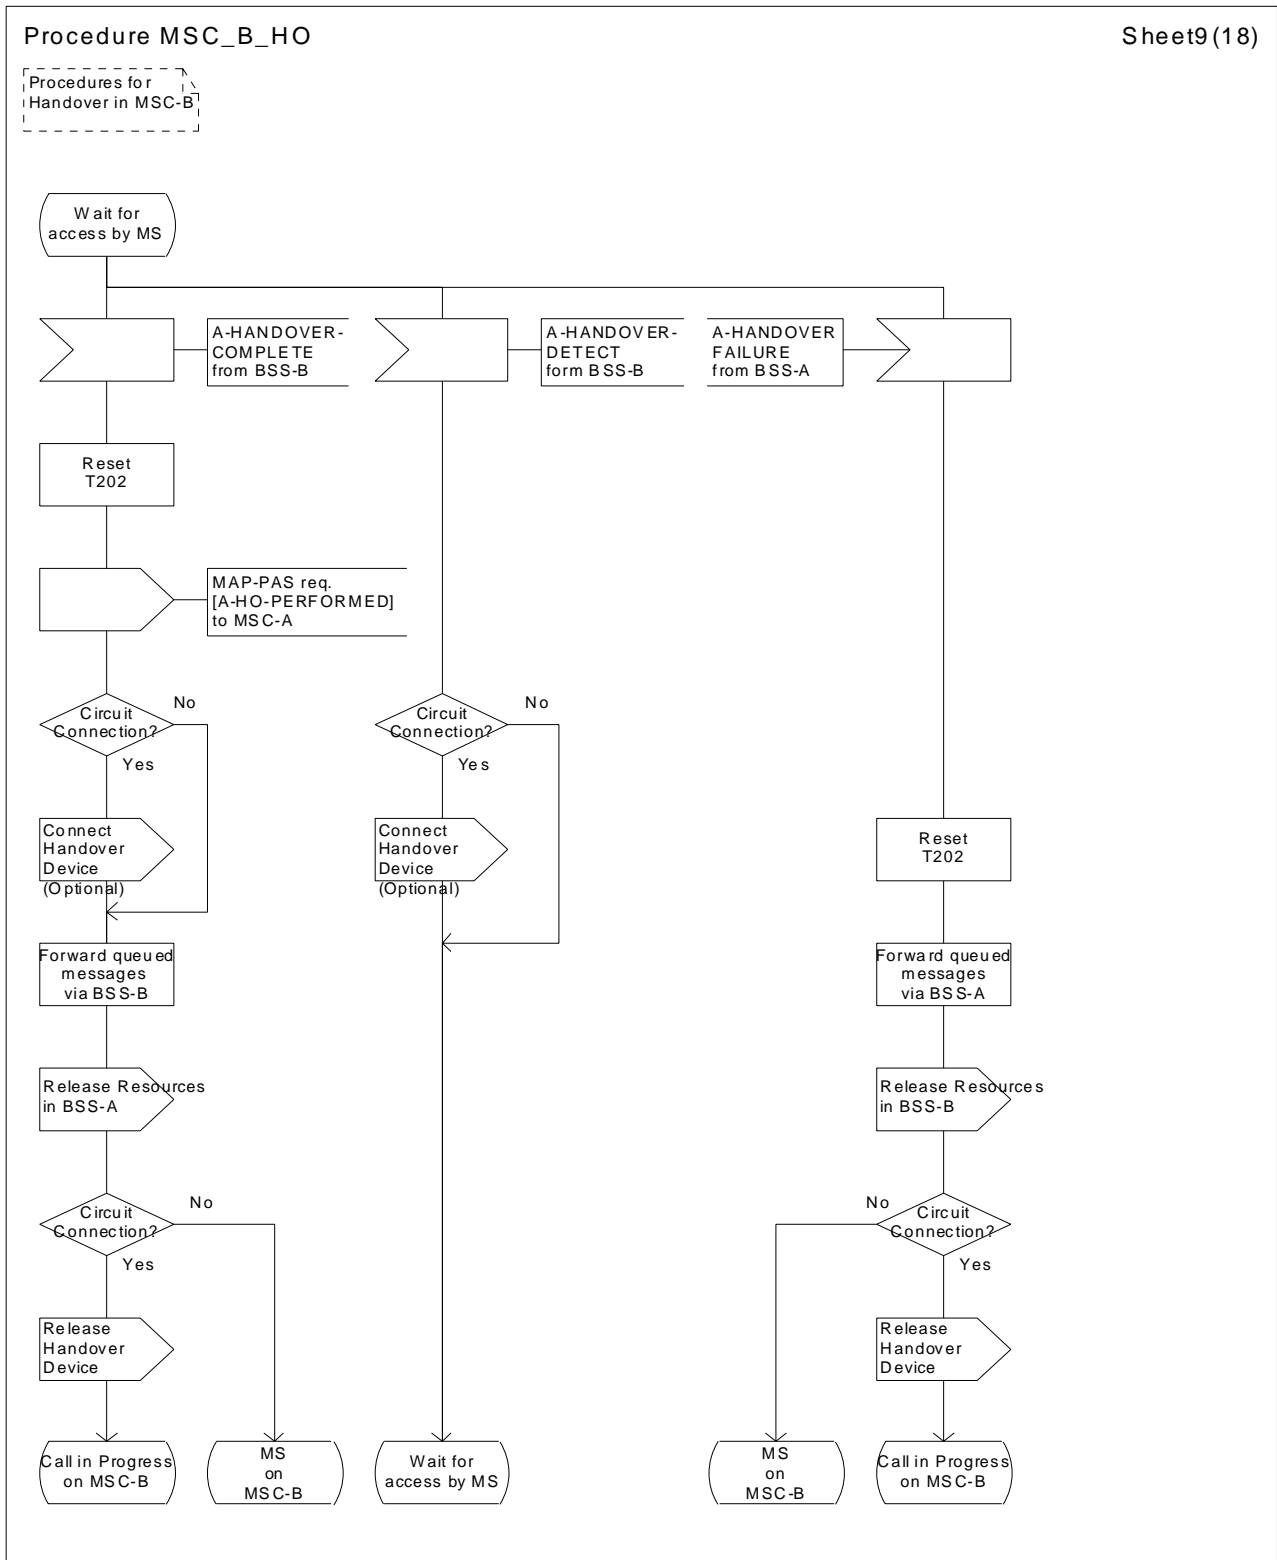 Procedure MSC_B_HO
Sheet9(18)
Procedures for
Handover in MSC-B
Wait for
access by MS
A-HANDOVER-
COMPLETE
from BSS-B
A-HANDOVER-
DETECT
form BSS-B
A-HANDOVER
FAILURE
from BSS-A
Reset
T202
MAP-PAS req.
[A-HO-PERFORMED]
to MSC-A
Circuit
Connection?
No
Yes
Circuit
Connection?
No
Yes
Connect
Handover
Device
(Optional)
Connect
Handover
Device
(Optional)
Reset
T202
Forward queued
messages
via BSS-B
Forward queued
messages
via BSS-A
Release Resources
in BSS-A
Release Resources
in BSS-B
Circuit
Connection?
No
Yes
No
Circuit
Connection?
Yes
Release
Handover
Device
Release
Handover
Device
Call in Progress
on MSC-B
MS
on
MSC-B
Wait for
access by MS
MS
on
MSC-B
Call in Progress
on MSC-B